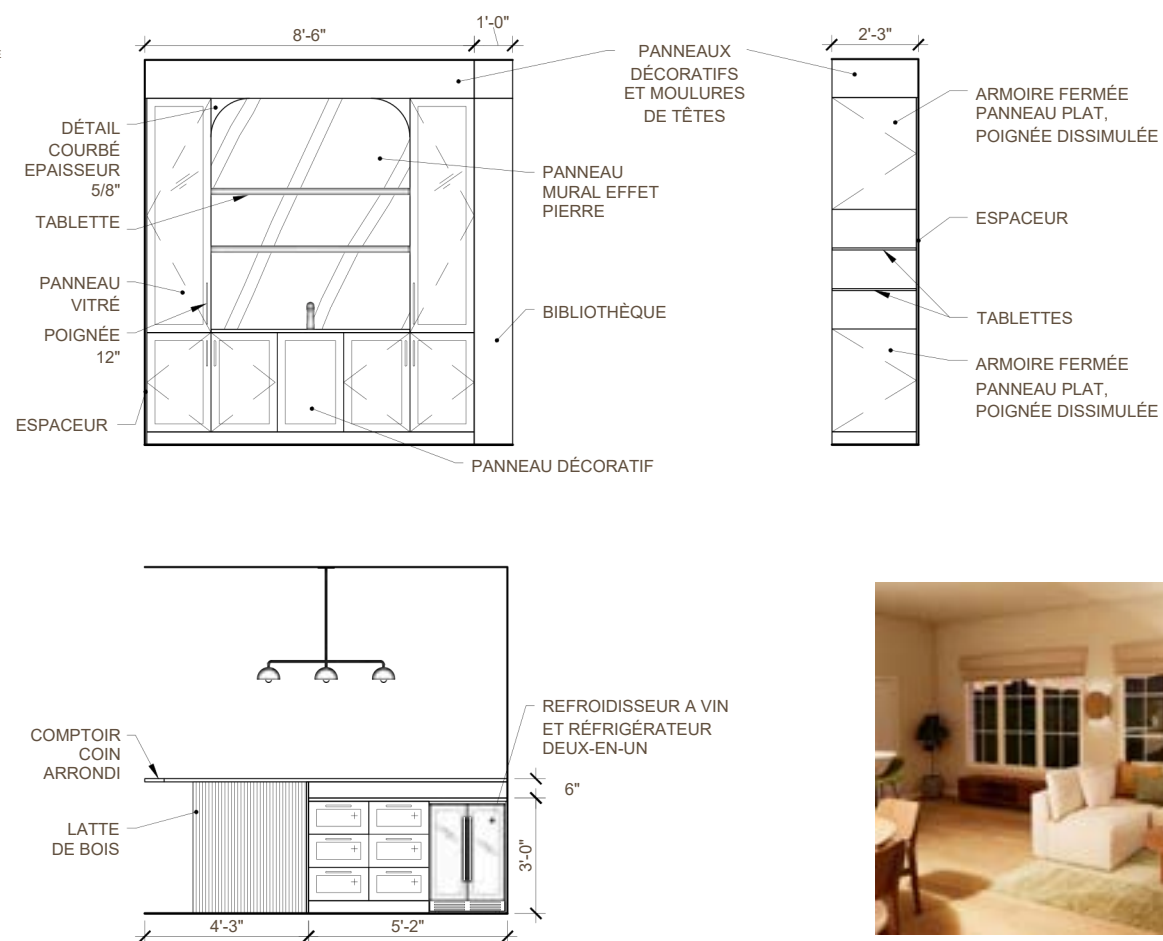 8'-6"
1'-0"
PANNEAUX
DÉCORATIFS
ET MOULURES
DE TÊTES
2'-3"
DÉTAIL
COURBÉ
EPAISSEUR
5/8"
TABLETTE
PANNEAU
VITRÉ
POIGNÉE
12"
ESPACEUR
PANNEAU
MURAL EFFET
PIERRE
BIBLIOTHÈQUE
PANNEAU DÉCORATIF
ARMOIRE FERMÉE
PANNEAU PLAT,
POIGNÉE DISSIMULÉE
ESPACEUR
TABLETTES
ARMOIRE FERMÉE
PANNEAU PLAT,
POIGNÉE DISSIMULÉE
COMPTOIR
COIN
ARRONDI
LATTE
DE BOIS
REFROIDISSEUR A VIN
ET RÉFRIGÉRATEUR
DEUX-EN-UN
6"
3'-0"
4'-3"
5'-2"